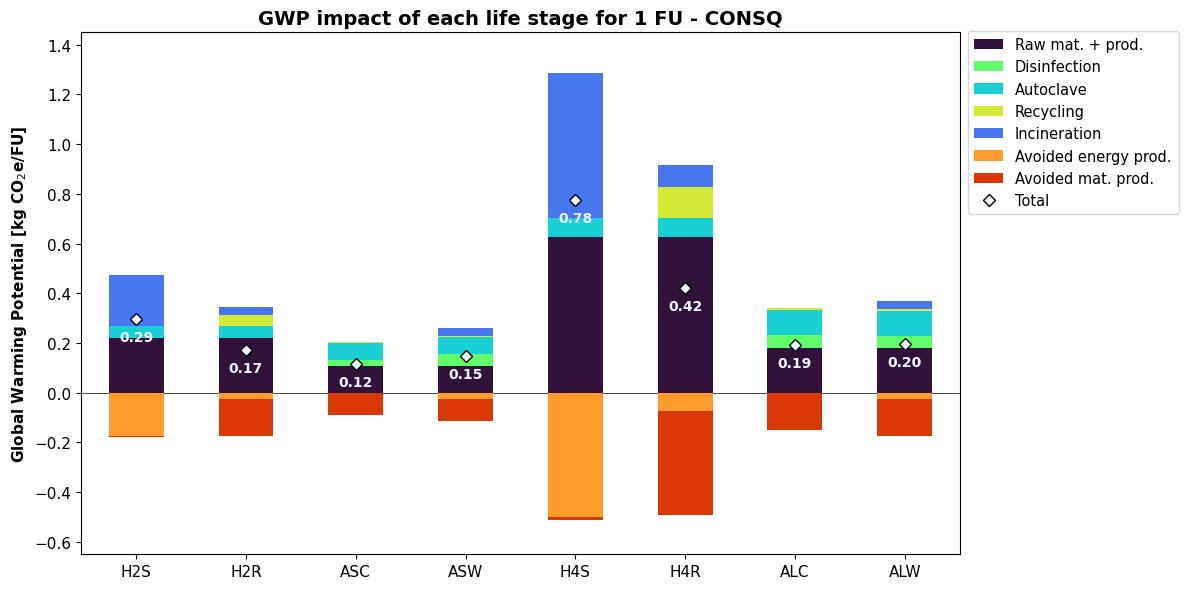 GWP impact of each life stage for 1 FU - CONSQ
Global Warming Potential [kg CO₂e/FU]
1.4
1.2
1.0
0.8
0.6
0.4
0.2
0.0
−0.2
−0.4
−0.6
0.29
0.17
0.12
0.15
0.78
0.42
0.19
0.20
H2S
H2R
ASC
ASW
H4S
H4R
ALC
ALW
Raw mat. + prod.
Disinfection
Autoclave
Recycling
Incineration
Avoided energy prod.
Avoided mat. prod.
Total